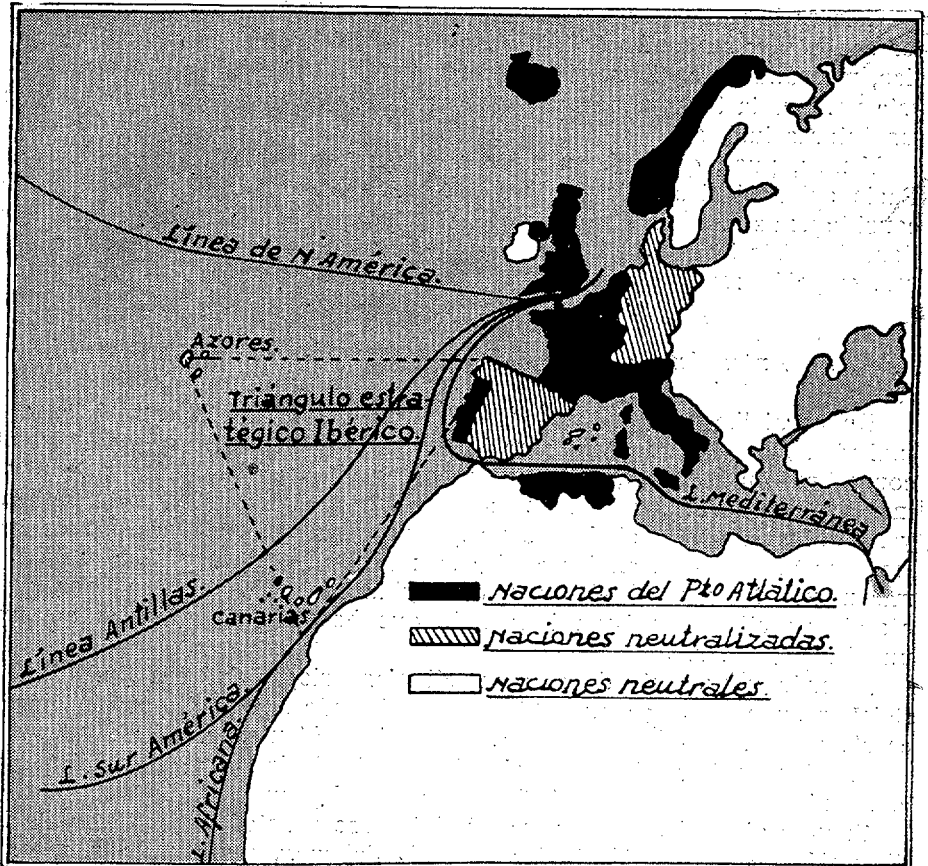 Línea de N América.
Azores.
Triángulo estra-
tégico Ibérico.
L. mediterránea
Naciones del Pto Atlático.
Canarias
Naciones neutralizadas.
Línea Antillas.
Naciones neutrales.
L. Sur América.
L. Africana.